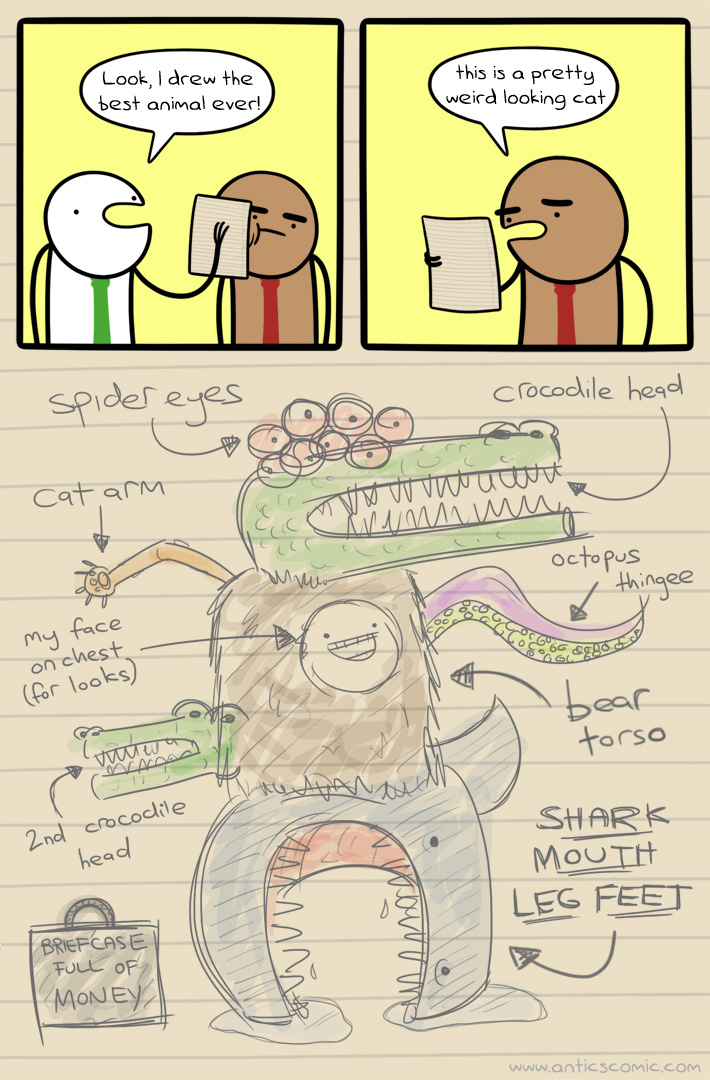 Look, I drew the
best animal ever!
this is a pretty
weird looking cat
spider eyes
crocodile head
cat arm
octopus
thingee
my face
on chest
(for looks)
bear
torso
2nd crocodile
head
SHARK
MOUTH
LEG FEET
BRIEFCASE
FULL OF
MONEY
www.anticscomic.com